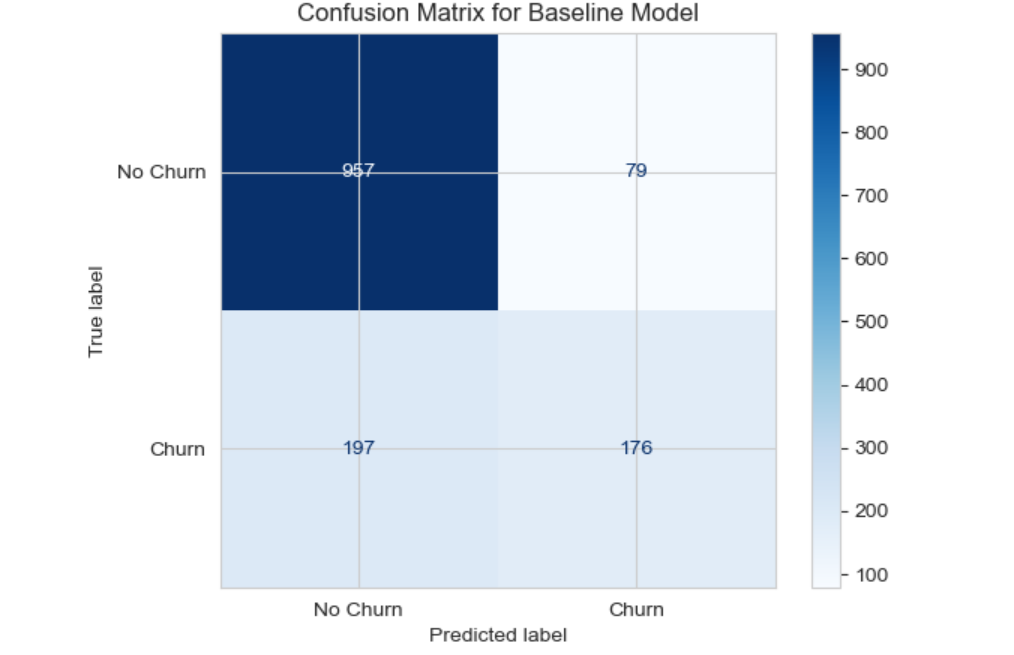 Confusion Matrix for Baseline Model
No Churn
957
79
True label
Churn
197
176
No Churn
Churn
Predicted label
900
800
700
600
500
400
300
200
100